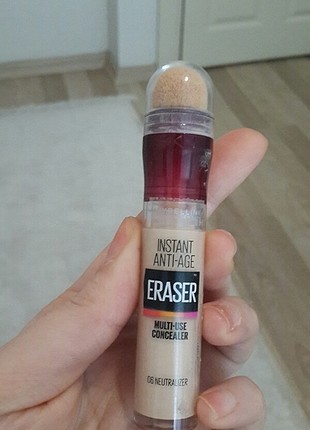 INSTANT
ANTI-AGE
ERASER
MULTI-USE
CONCEALER
06 NEUTRALIZER